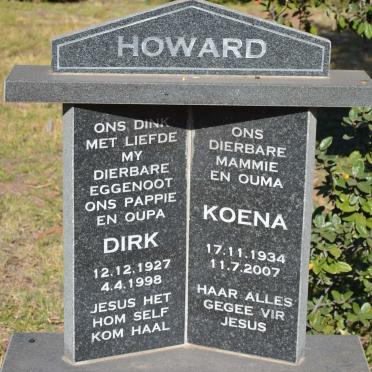 HOWARD
ONS DINK
MET LIEFDE
MY
DIERBARE
EGGENOOT
ONS PAPPIE
EN OUPA
DIRK
12.12.1927
4.4.1998
JESUS HET
HOM SELF
KOM HAAL
ONS
DIERBARE
MAMMIE
EN OUMA
KOENA
17.11.1934
11.7.2007
HAAR ALLES
GEGEE VIR
JESUS